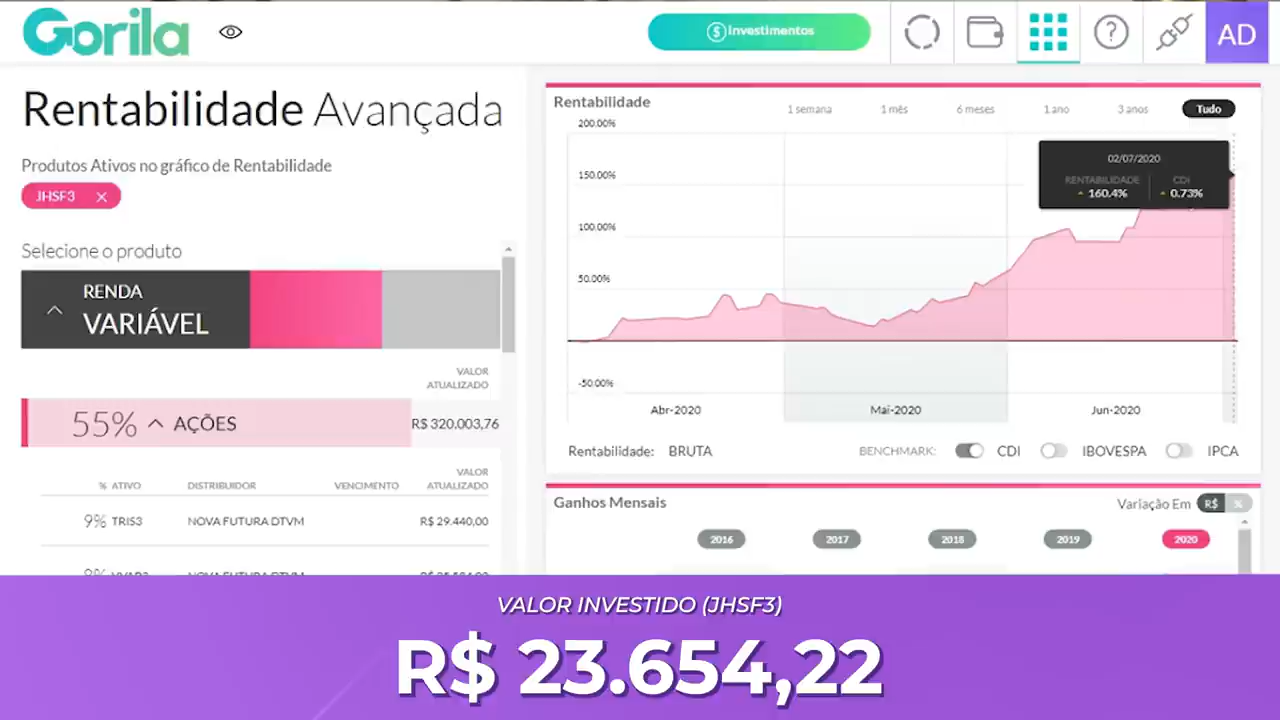 Gorila
Investimentos
AD
Rentabilidade Avançada
Produtos Ativos no gráfico de Rentabilidade
JHSF3 X
Selecione o produto
RENDA
VARIÁVEL
VALOR
ATUALIZADO
55% AÇÕES R$ 320.003,76
% ATIVO DISTRIBUIDOR VENCIMENTO VALOR
ATUALIZADO
9% TRIS3 NOVA FUTURA DTVM R$ 29.440,00
Rentabilidade
1 semana 1 mês 6 meses 1 ano 3 anos Tudo
200.00%
150.00%
100.00%
50.00%
-50.00%
02/07/2020
RENTABILIDADE CDI
160.4% 0.73%
Abr-2020 Mai-2020 Jun-2020
Rentabilidade: BRUTA BENCHMARK: CDI IBOVESPA IPCA
Ganhos Mensais Variação Em R$ %
2016 2017 2018 2019 2020
VALOR INVESTIDO (JHSF3)
R$ 23.654,22